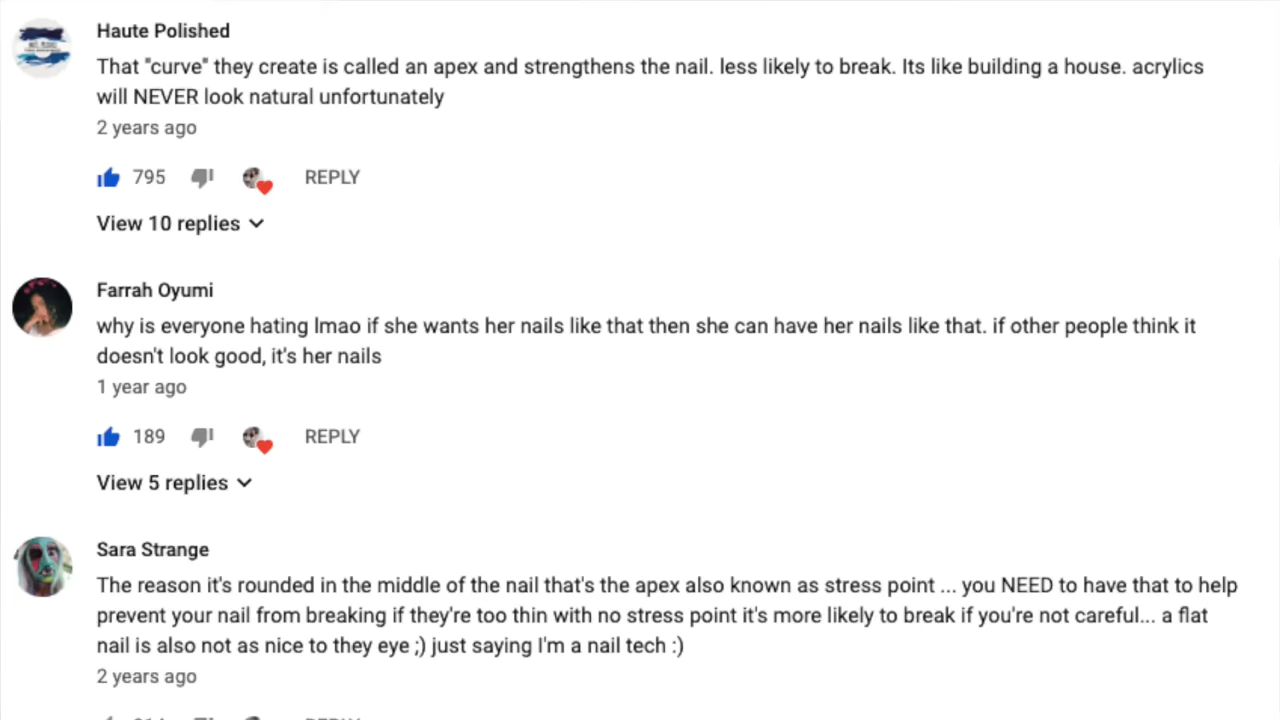 Haute Polished
That "curve" they create is called an apex and strengthens the nail. less likely to break. Its like building a house. acrylics
will NEVER look natural unfortunately
2 years ago
795 REPLY
View 10 replies
Farrah Oyumi
why is everyone hating lmao if she wants her nails like that then she can have her nails like that. if other people think it
doesn't look good, it's her nails
1 year ago
189 REPLY
View 5 replies
Sara Strange
The reason it's rounded in the middle of the nail that's the apex also known as stress point ... you NEED to have that to help
prevent your nail from breaking if they're too thin with no stress point it's more likely to break if you're not careful... a flat
nail is also not as nice to they eye ;) just saying I'm a nail tech :)
2 years ago